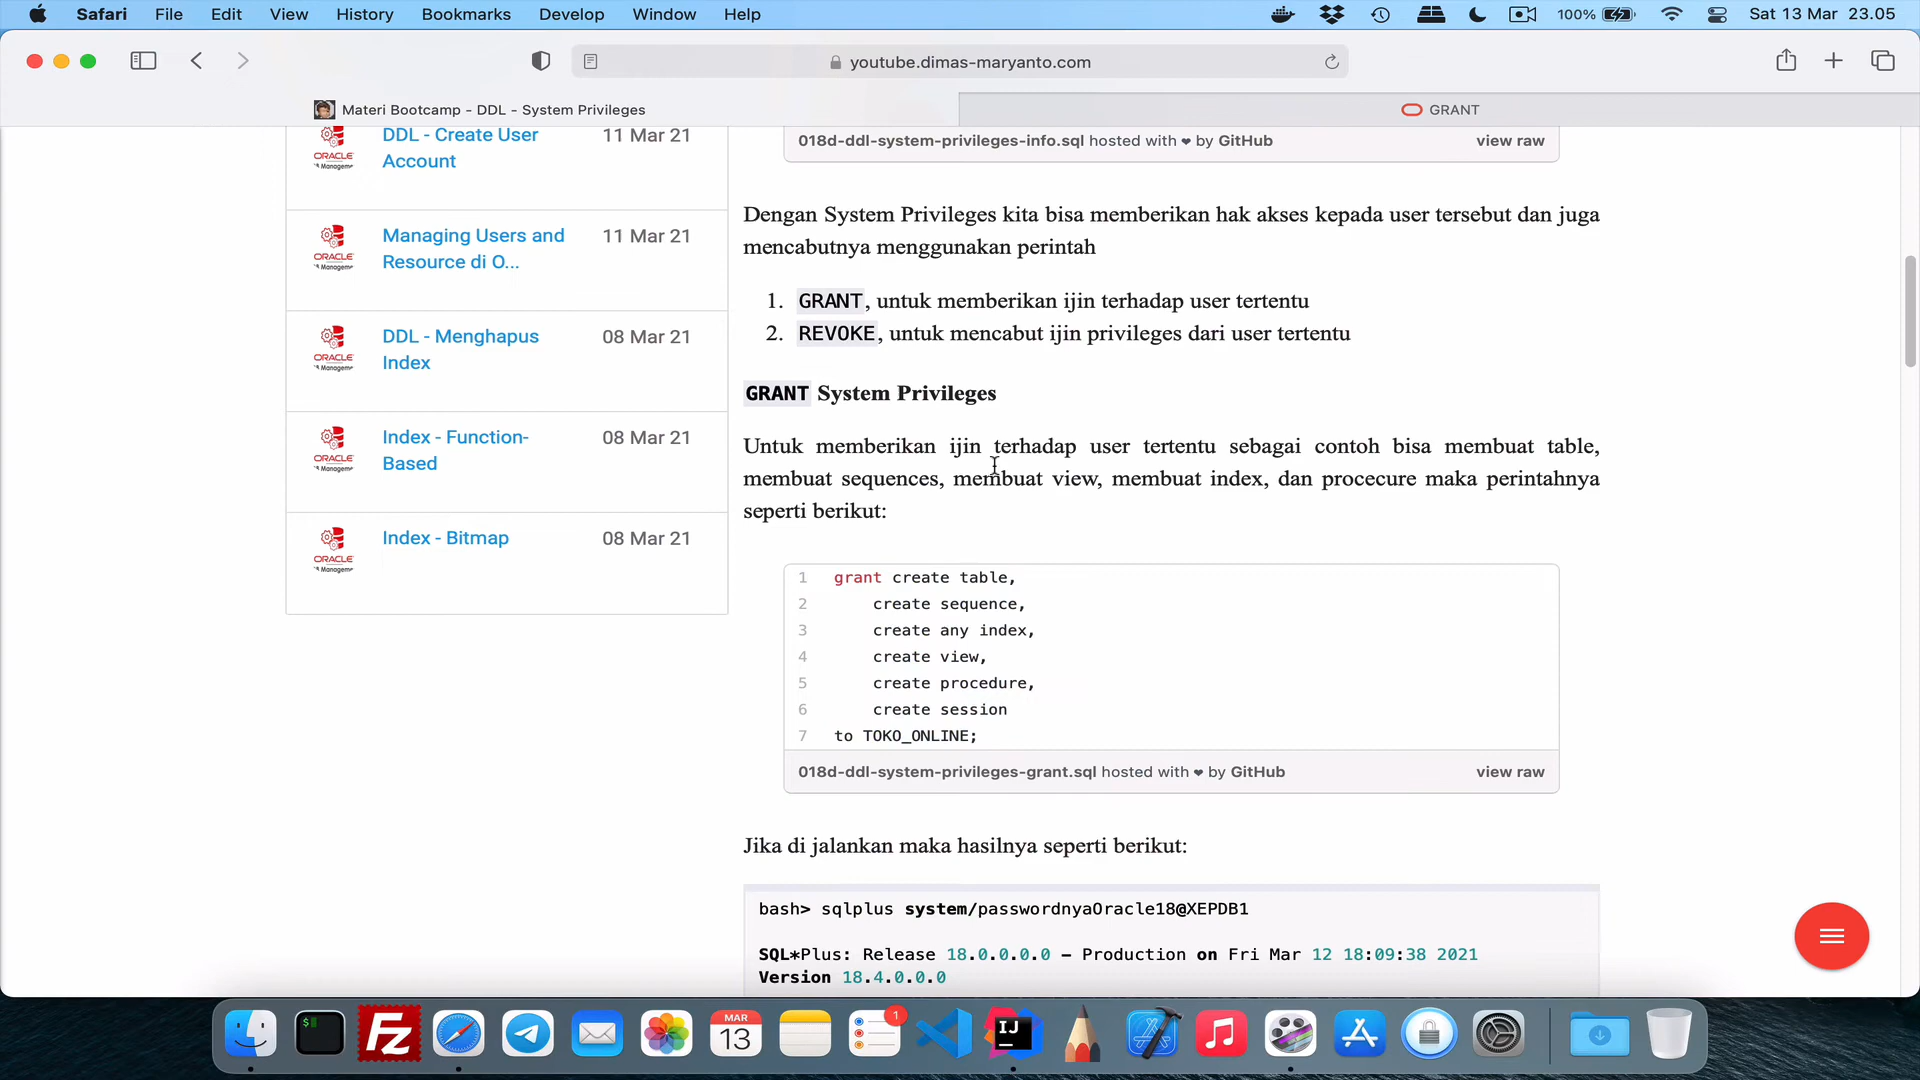 Safari File Edit View History Bookmarks Develop Window Help 100% Sat 13 Mar 23.05
youtube.dimas-maryanto.com
Materi Bootcamp - DDL - System Privileges
GRANT
DDL - Create User
Account
11 Mar 21
ORACLE
Managing Users and
Resource di O...
11 Mar 21
ORACLE
DDL - Menghapus
Index
08 Mar 21
ORACLE
Index - Function-
Based
08 Mar 21
ORACLE
Index - Bitmap
08 Mar 21
ORACLE
018d-ddl-system-privileges-info.sql hosted with ❤ by GitHub view raw
Dengan System Privileges kita bisa memberikan hak akses kepada user tersebut dan juga
mencabutnya menggunakan perintah
1. GRANT, untuk memberikan ijin terhadap user tertentu
2. REVOKE, untuk mencabut ijin privileges dari user tertentu
GRANT System Privileges
Untuk memberikan ijin terhadap user tertentu sebagai contoh bisa membuat table,
membuat sequences, membuat view, membuat index, dan procecure maka perintahnya
seperti berikut:
1 grant create table,
2 create sequence,
3 create any index,
4 create view,
5 create procedure,
6 create session
7 to TOKO_ONLINE;
018d-ddl-system-privileges-grant.sql hosted with ❤ by GitHub view raw
Jika di jalankan maka hasilnya seperti berikut:
bash> sqlplus system/passwordnyaOracle18@XEPDB1
SQL*Plus: Release 18.0.0.0.0 – Production on Fri Mar 12 18:09:38 2021
Version 18.4.0.0.0
$
Fz
MAR
13
1
IJ